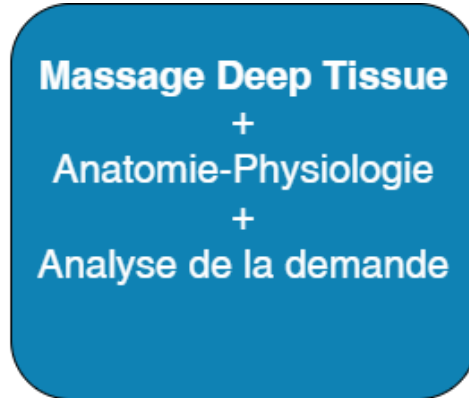 Massage Deep Tissue
+
Anatomie-Physiologie
+
Analyse de la demande